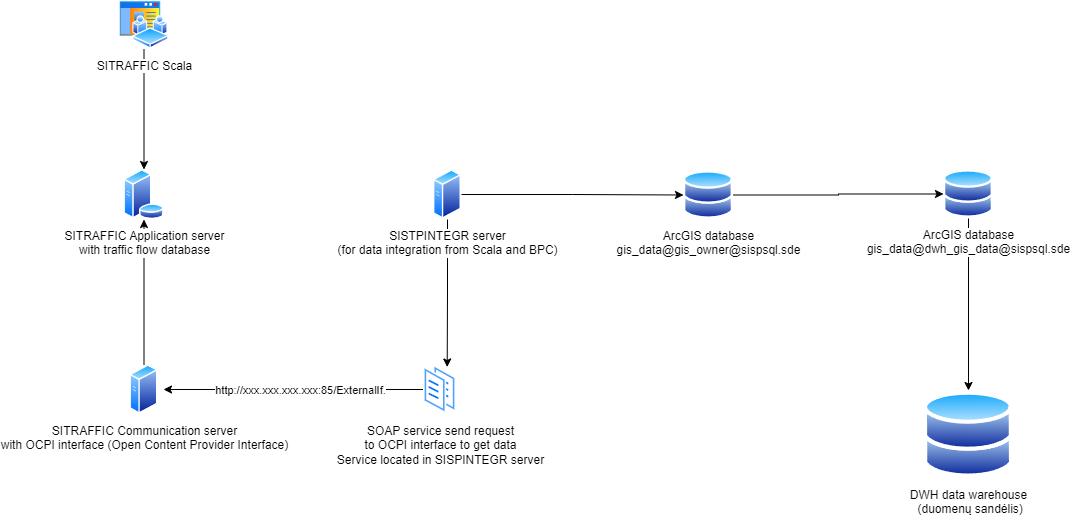 SITRAFFIC Scala
SITRAFFIC Application server
with traffic flow database
SISTPINTEGR server
(for data integration from Scala and BPC)
ArcGIS database
gis_data@gis_owner@sispsql.sde
ArcGIS database
gis_data@dwh_gis_data@sispsql.sde
http://xxx.xxx.xxx.xxx:85/ExternalIf.
SITRAFFIC Communication server
with OCPI interface (Open Content Provider Interface)
SOAP service send request
to OCPI interface to get data
Service located in SISPINTEGR server
DWH data warehouse
(duomenų sandėlis)